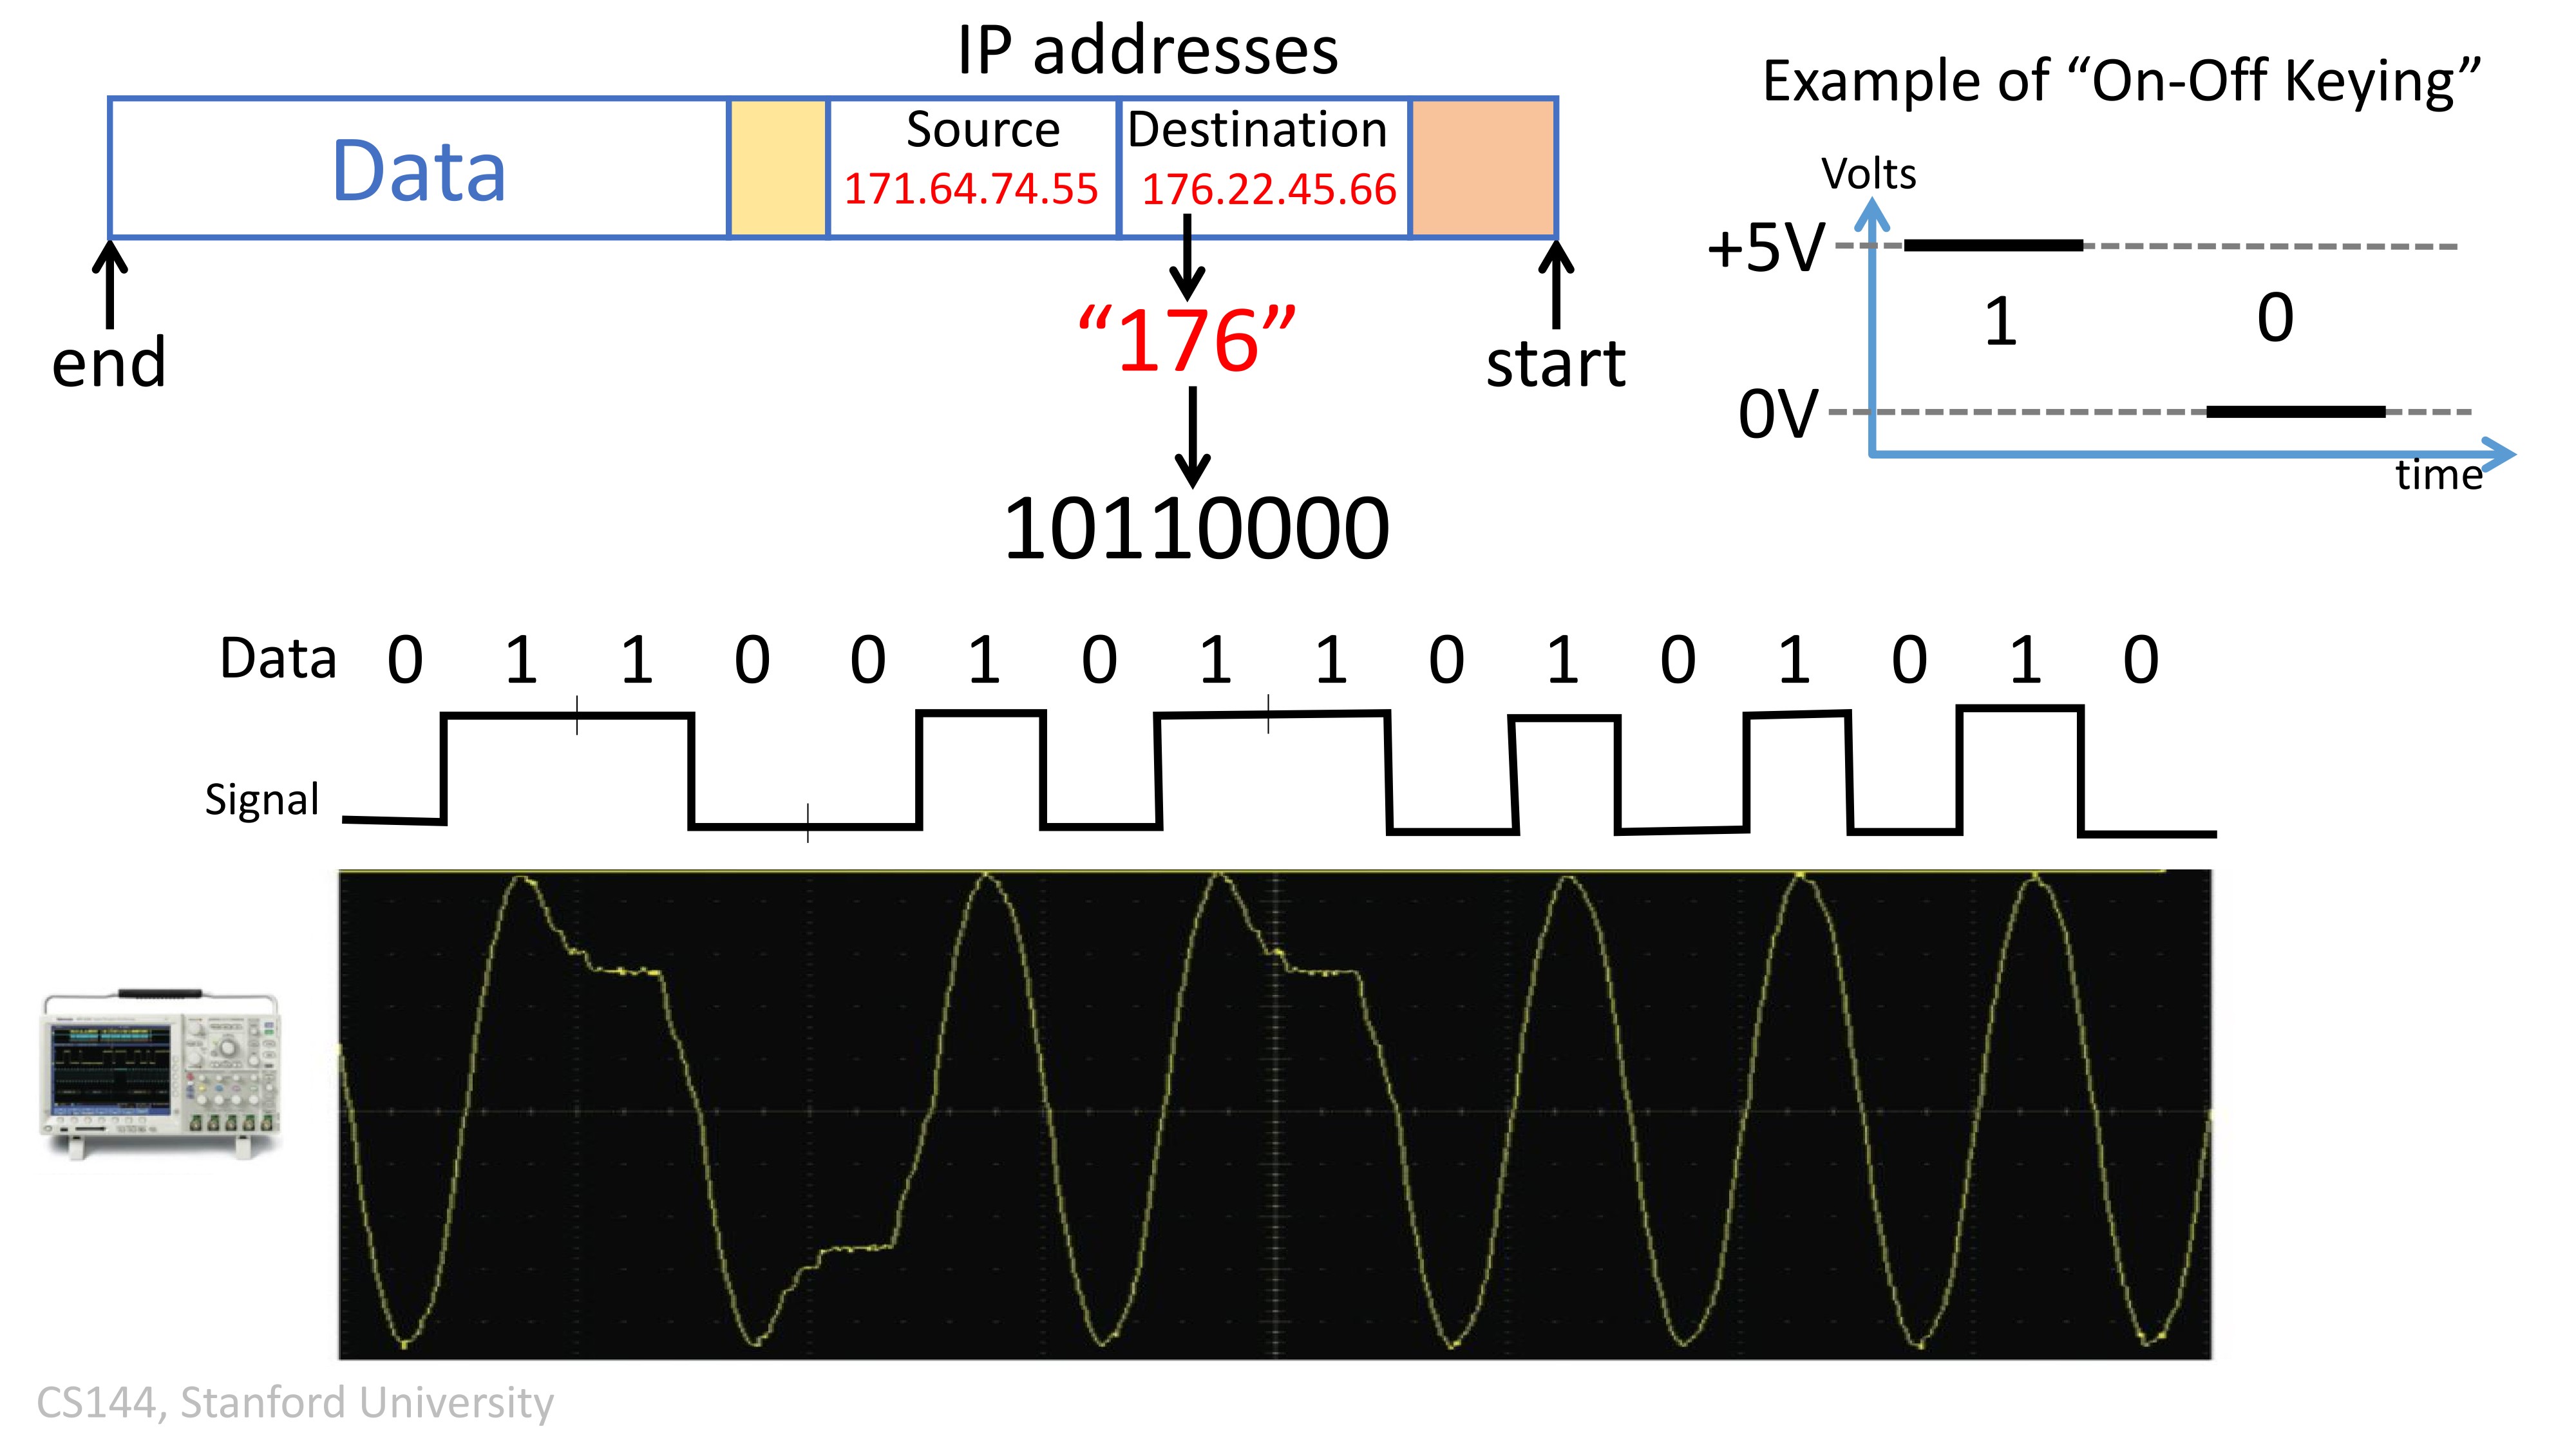 IP addresses
Data
Source
171.64.74.55
Destination
176.22.45.66
end
start
“176”
10110000
Example of “On-Off Keying”
Volts
+5V
1
0
0V
time
Data 0 1 1 0 0 1 0 1 1 0 1 0 1 0 1 0
Signal
CS144, Stanford University